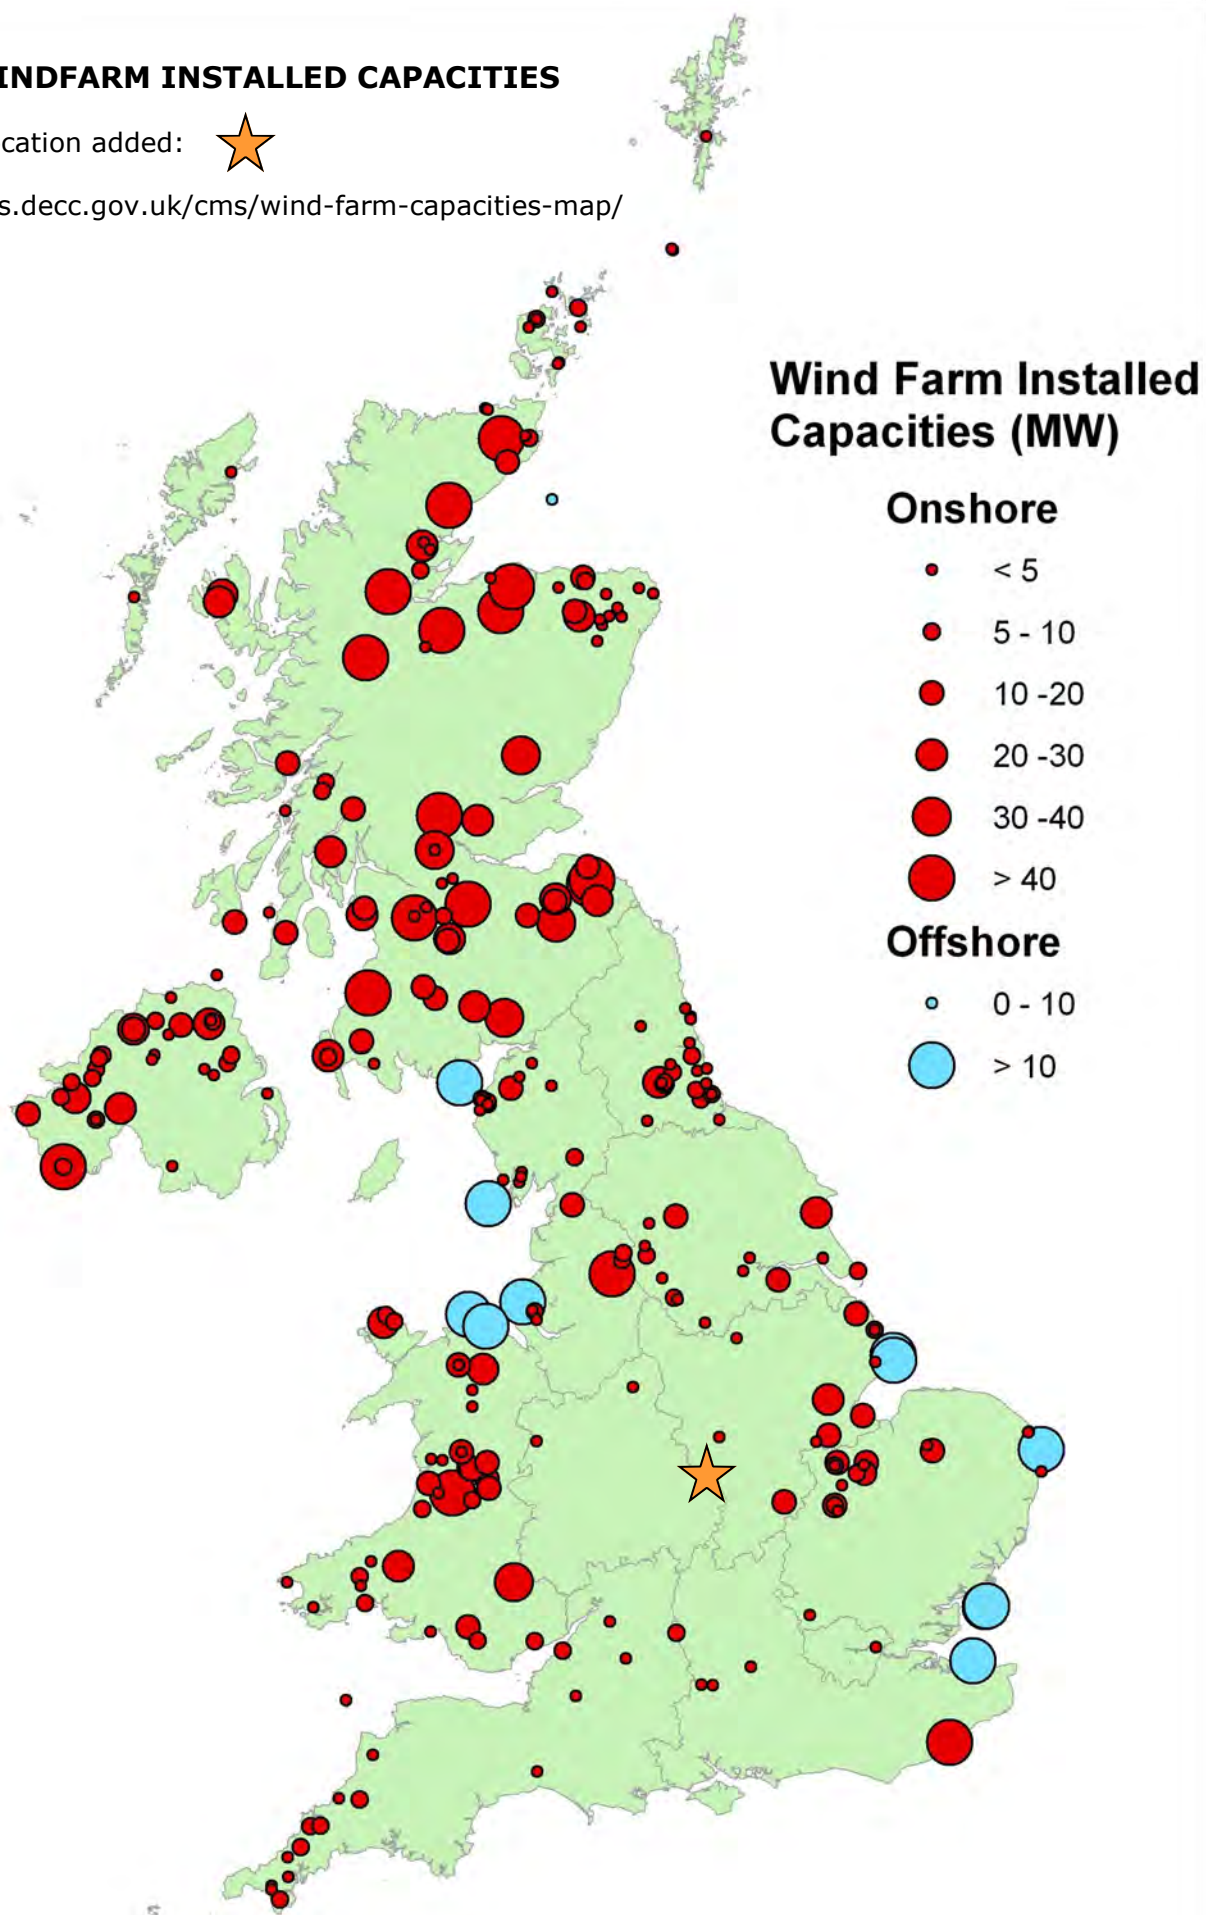 INDFARM INSTALLED CAPACITIES
cation added:
s.decc.gov.uk/cms/wind-farm-capacities-map/
Wind Farm Installed
Capacities (MW)
Onshore
< 5
5 - 10
10 -20
20 -30
30 -40
> 40
Offshore
0 - 10
> 10